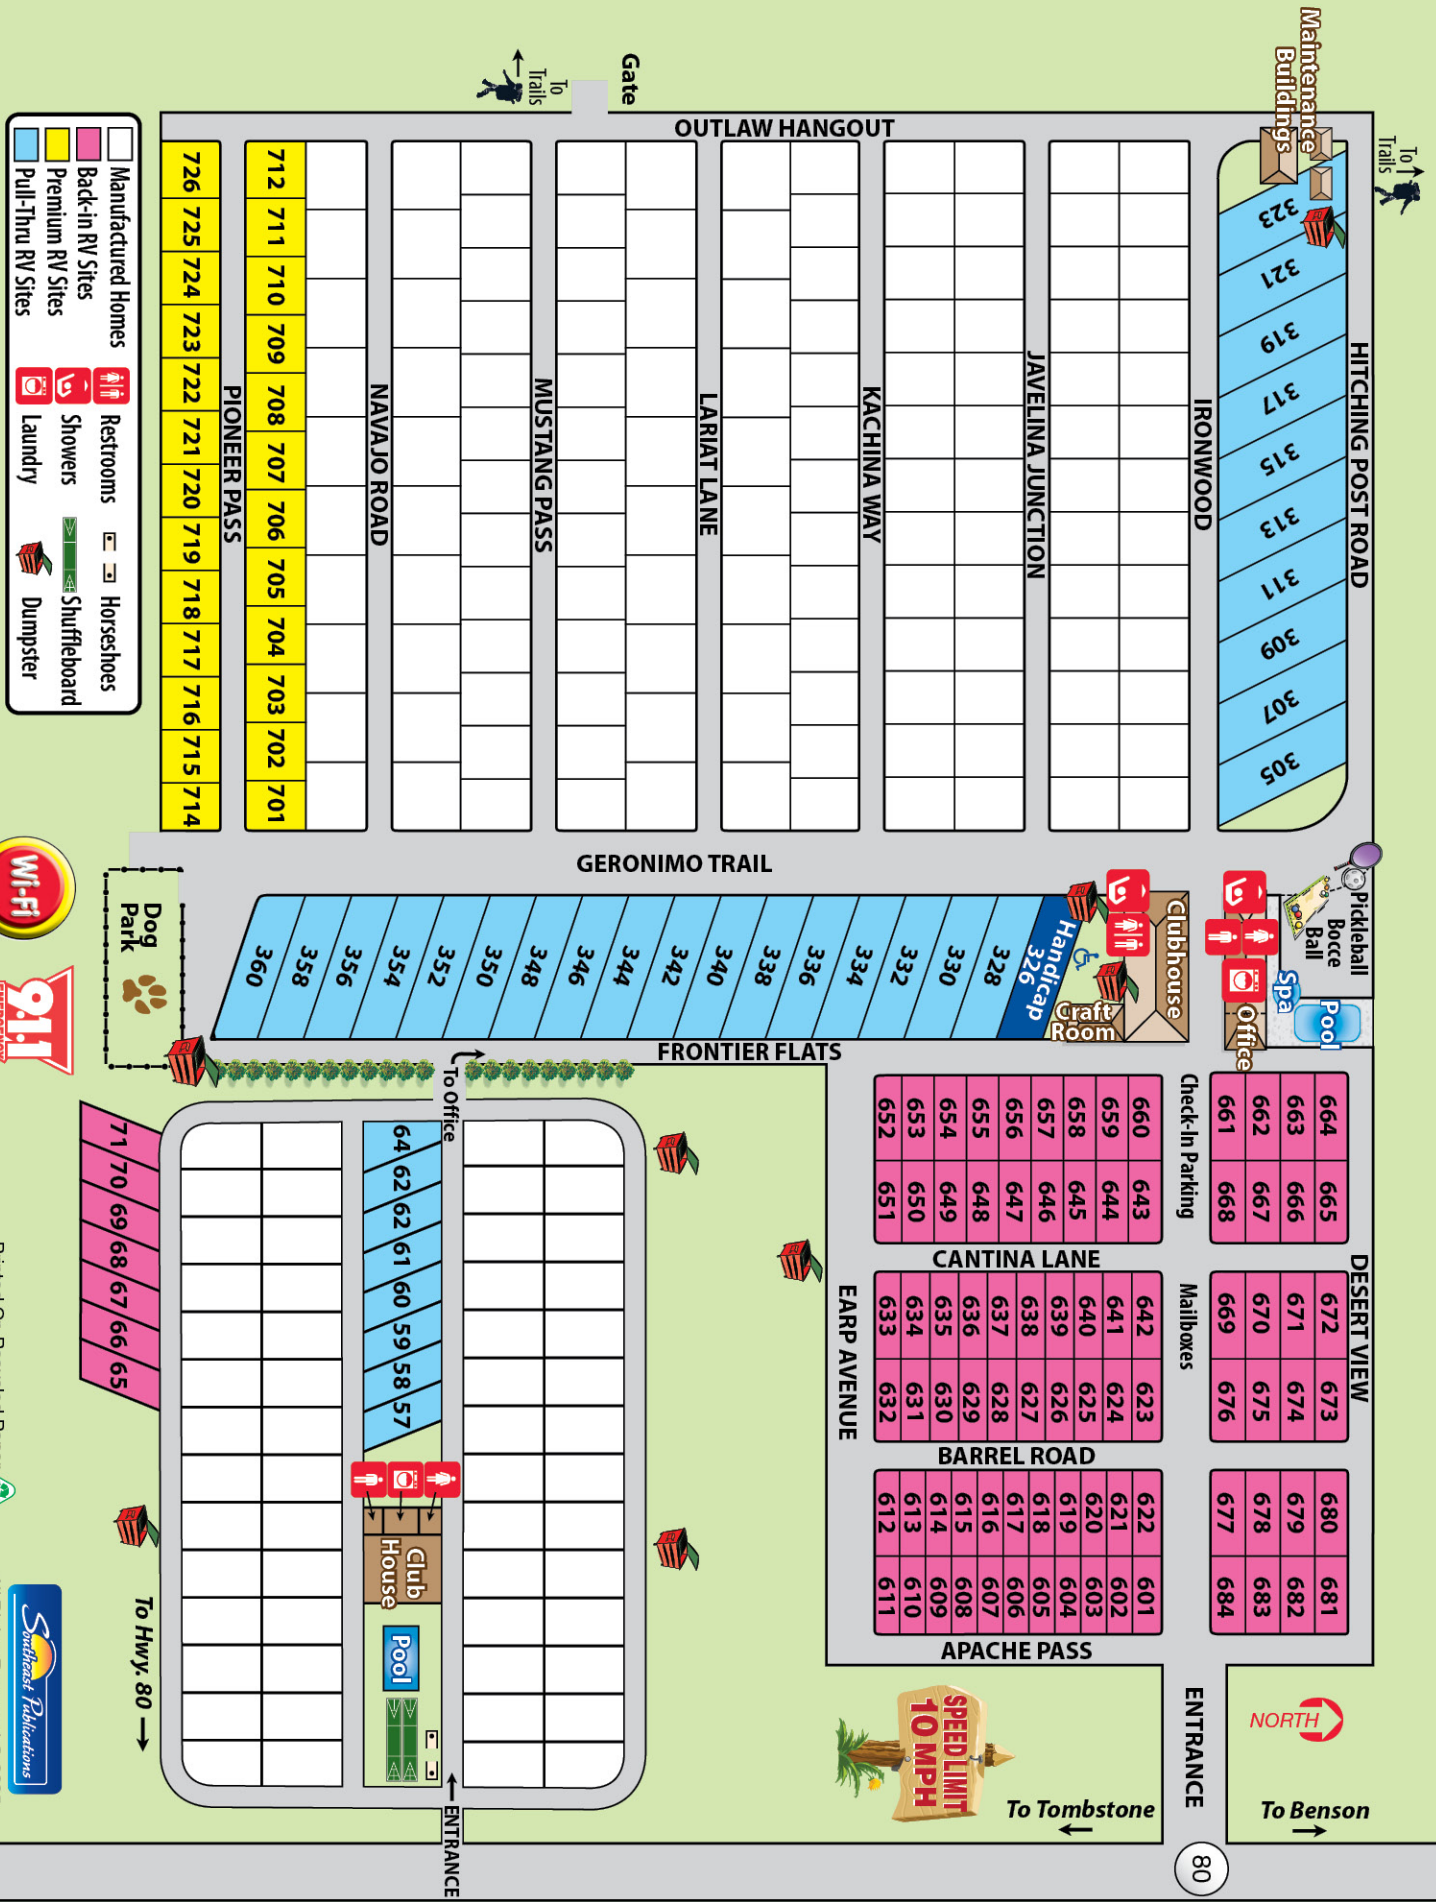 Maintenance
Buildings
To
Trails
Gate
To
Trails
OUTLAW HANGOUT
HITCHING POST ROAD
323
321
319
317
315
313
311
309
307
305
IRONWOOD
JAVELINA JUNCTION
KACHINA WAY
LARIAT LANE
MUSTANG PASS
NAVAJO ROAD
PIONEER PASS
712
711
710
709
708
707
706
705
704
703
702
701
726
725
724
723
722
721
720
719
718
717
716
715
714
Manufactured Homes
Back-in RV Sites
Premium RV Sites
Pull-Thru RV Sites
Restrooms
Showers
Laundry
Horseshoes
Shuffleboard
Dumpster
GERONIMO TRAIL
Pickleball
Bocce
Ball
Spa
Pool
Office
Clubhouse
Craft
Room
Handicap
326
328
330
332
334
336
338
340
342
344
346
348
350
352
354
356
358
360
Dog
Park
Wi-Fi
911
FRONTIER FLATS
To Office
Check-In Parking
Mailboxes
DESERT VIEW
664
663
662
661
665
666
667
668
672
671
670
669
673
674
675
676
680
679
678
677
681
682
683
684
660
659
658
657
656
655
654
653
652
643
644
645
646
647
648
649
650
651
CANTINA LANE
642
641
640
639
638
637
636
635
634
633
623
624
625
626
627
628
629
630
631
632
BARREL ROAD
622
621
620
619
618
617
616
615
614
613
612
601
602
603
604
605
606
607
608
609
610
611
APACHE PASS
EARP AVENUE
64
62
62
61
60
59
58
57
Club
House
Pool
71
70
69
68
67
66
65
To Hwy. 80
ENTRANCE
SPEED LIMIT
10 MPH
NORTH
ENTRANCE
To Tombstone
To Benson
80
Southeast Publications